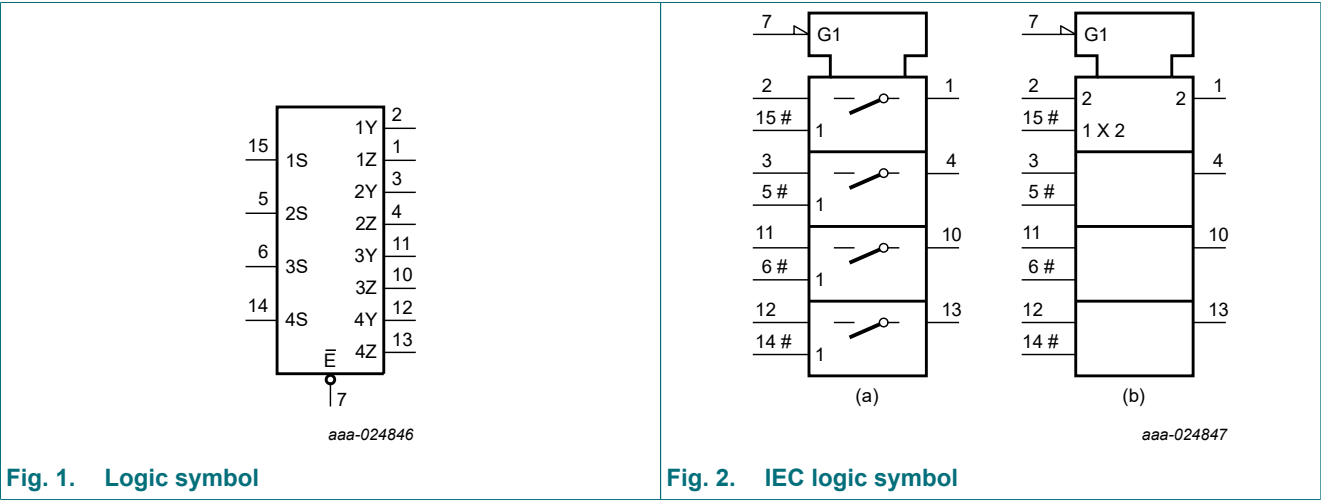 15 1S
5 2S
6 3S
14 4S
1Y 2
1Z 1
2Y 3
2Z 4
3Y 11
3Z 10
4Y 12
4Z 13
E̅
7
aaa-024846
Fig. 1. Logic symbol
7 G1
2 1
15 # 1
3 4
5 # 1
11 10
6 # 1
12 13
14 # 1
(a)
7 G1
2 2 2 1
15 # 1 X 2
3 4
5 #
11 10
6 #
12 13
14 #
(b)
aaa-024847
Fig. 2. IEC logic symbol